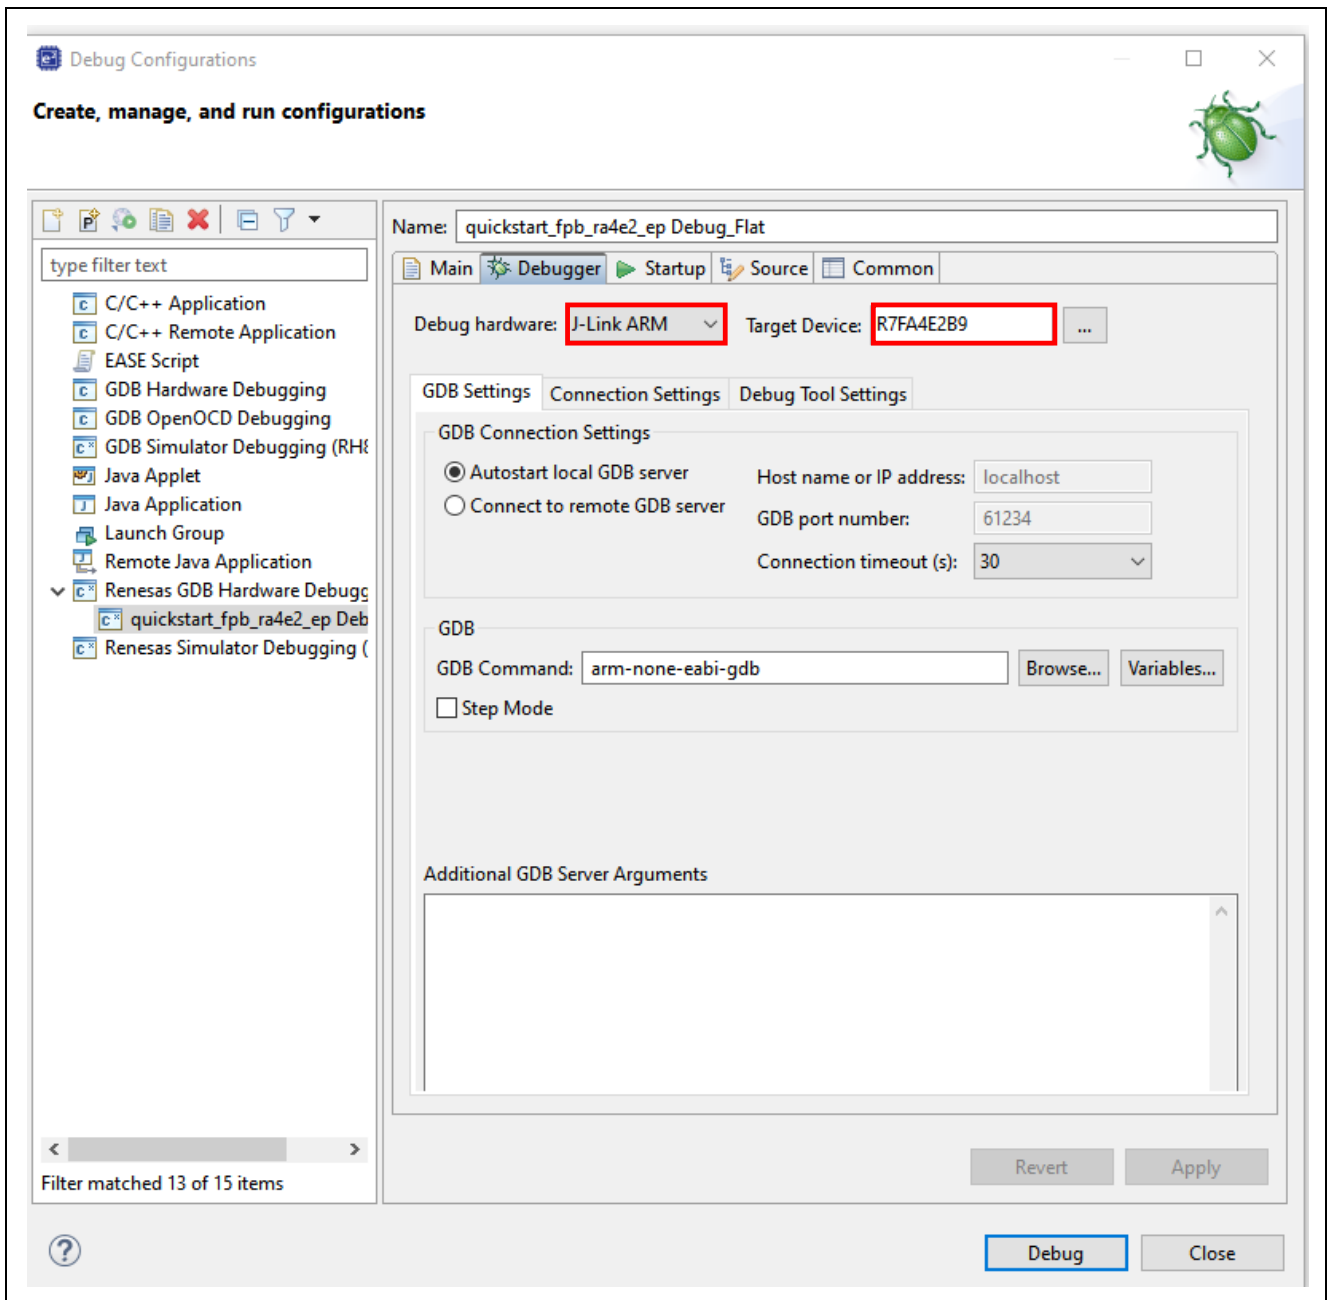 Debug Configurations
Create, manage, and run configurations
type filter text
C/C++ Application
C/C++ Remote Application
EASE Script
GDB Hardware Debugging
GDB OpenOCD Debugging
GDB Simulator Debugging (RH8
Java Applet
Java Application
Launch Group
Remote Java Application
Renesas GDB Hardware Debugg
quickstart_fpb_ra4e2_ep Deb
Renesas Simulator Debugging (
Filter matched 13 of 15 items
Name: quickstart_fpb_ra4e2_ep Debug_Flat
Main Debugger Startup Source Common
Debug hardware: J-Link ARM Target Device: R7FA4E2B9 ...
GDB Settings Connection Settings Debug Tool Settings
GDB Connection Settings
Autostart local GDB server
Connect to remote GDB server
Host name or IP address: localhost
GDB port number: 61234
Connection timeout (s): 30
GDB
GDB Command: arm-none-eabi-gdb Browse... Variables...
Step Mode
Additional GDB Server Arguments
Revert Apply
Debug Close